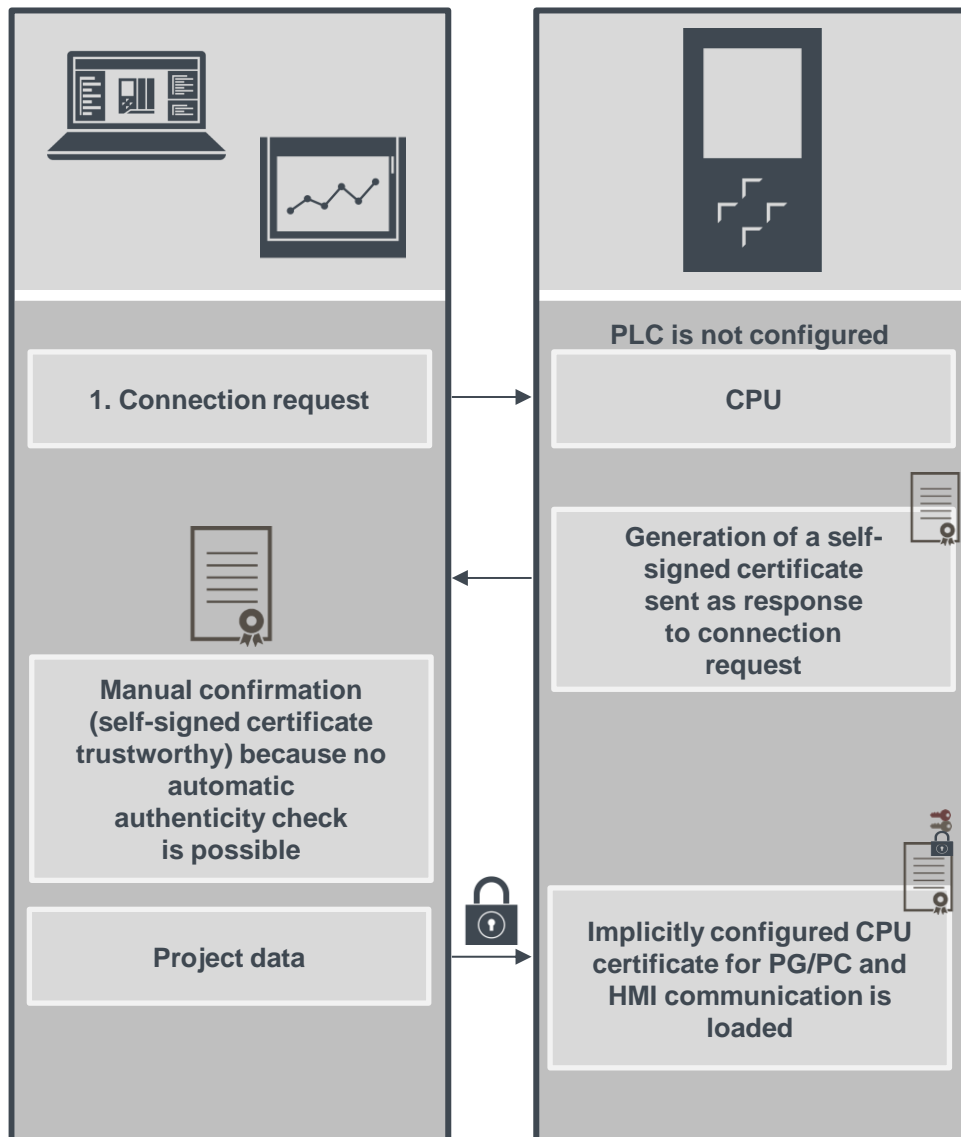 PLC is not configured
1. Connection request
CPU
Generation of a self-
signed certificate
sent as response
to connection
request
Manual confirmation
(self-signed certificate
trustworthy) because no
automatic
authenticity check
is possible
Project data
Implicitly configured CPU
certificate for PG/PC and
HMI communication is
loaded